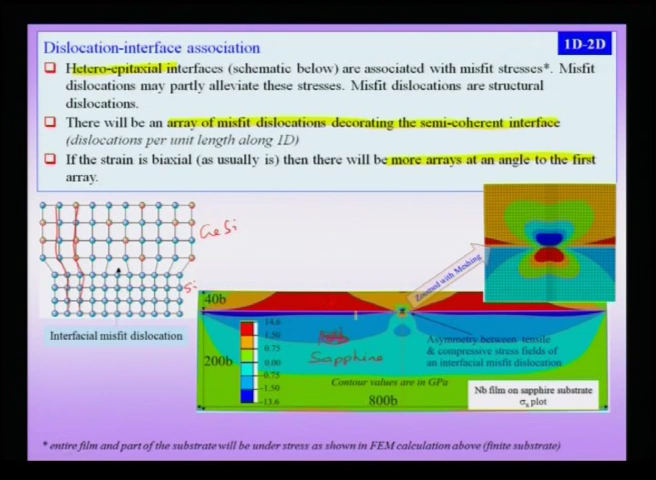 Dislocation-interface association
1D-2D
Hetero-epitaxial interfaces (schematic below) are associated with misfit stresses*. Misfit
dislocations may partly alleviate these stresses. Misfit dislocations are structural
dislocations.
There will be an array of misfit dislocations decorating the semi-coherent interface
(dislocations per unit length along 1D)
If the strain is biaxial (as usually is) then there will be more arrays at an angle to the first
array.
GeSi
Si
Interfacial misfit dislocation
Zoomed with Meshing
40b
200b
800b
14.6
1.50
0.75
0.00
-0.75
-1.50
-13.6
Sapphire
Asymmetry between tensile
& compressive stress fields of
an interfacial misfit dislocation
Contour values are in GPa
Nb film on sapphire substrate
σx plot
* entire film and part of the substrate will be under stress as shown in FEM calculation above (finite substrate)